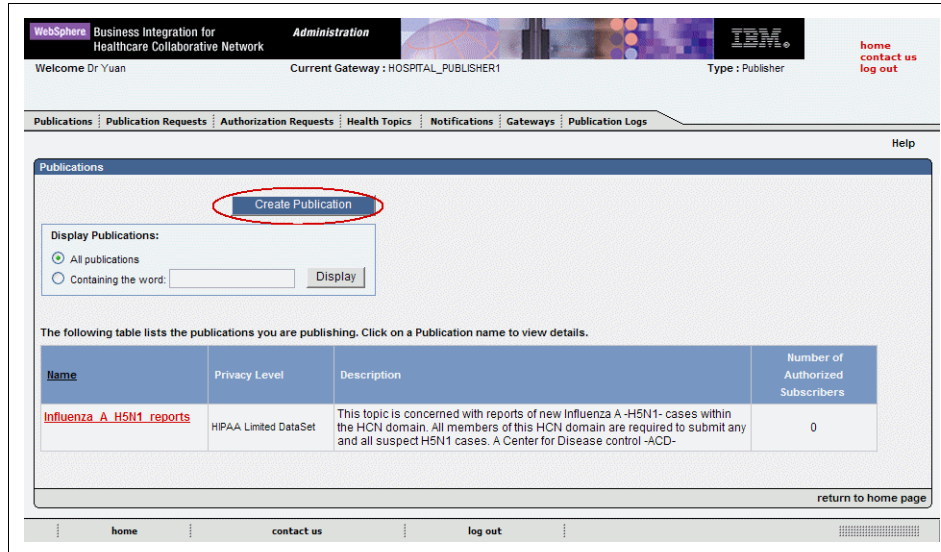 WebSphere Business Integration for Administration IBM
Healthcare Collaborative Network
home
contact us
log out
Welcome Dr Yuan Current Gateway : HOSPITAL_PUBLISHER1 Type : Publisher
Publications Publication Requests Authorization Requests Health Topics Notifications Gateways Publication Logs
Help
Publications
Create Publication
Display Publications:
All publications
Containing the word: Display
The following table lists the publications you are publishing. Click on a Publication name to view details.
Name Privacy Level Description Number of Authorized Subscribers
Influenza_A_H5N1_reports HIPAA Limited DataSet This topic is concerned with reports of new Influenza A -H5N1- cases within
the HCN domain. All members of this HCN domain are required to submit any
and all suspect H5N1 cases. A Center for Disease control -ACD-
0
return to home page
home contact us log out